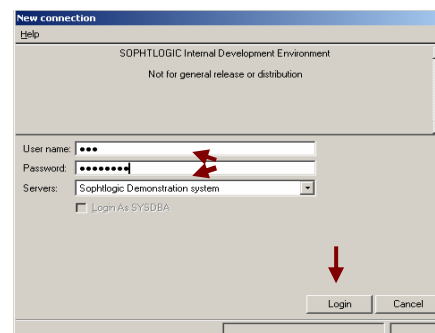 New connection
Help
SOPHTLOGIC Internal Development Environment
Not for general release or distribution
User name: ●●●
Password: ●●●●●●●●
Servers: Sophtlogic Demonstration system
Login As SYSDBA
Login Cancel